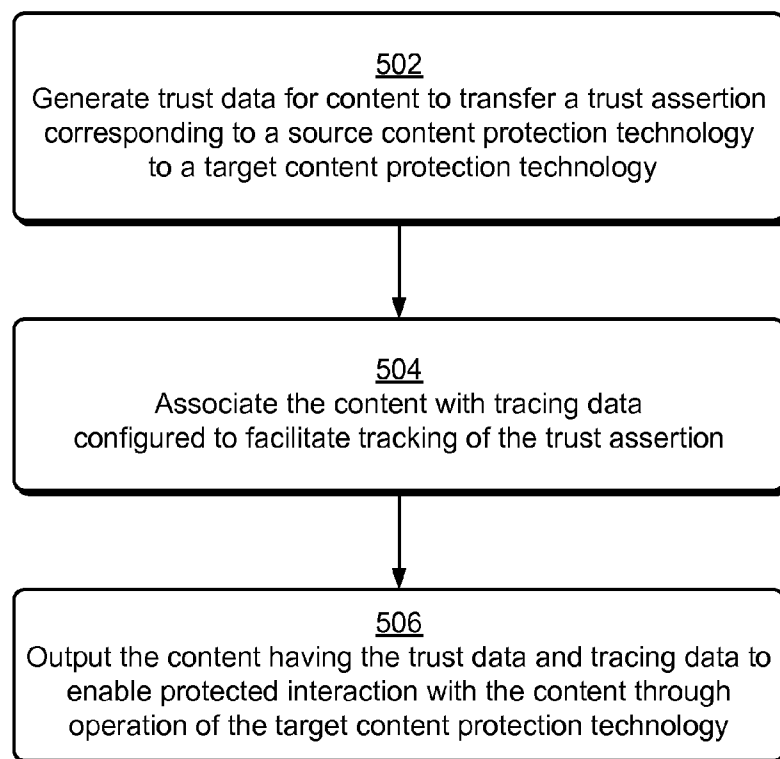 502
Generate trust data for content to transfer a trust assertion
corresponding to a source content protection technology
to a target content protection technology
504
Associate the content with tracing data
configured to facilitate tracking of the trust assertion
506
Output the content having the trust data and tracing data to
enable protected interaction with the content through
operation of the target content protection technology